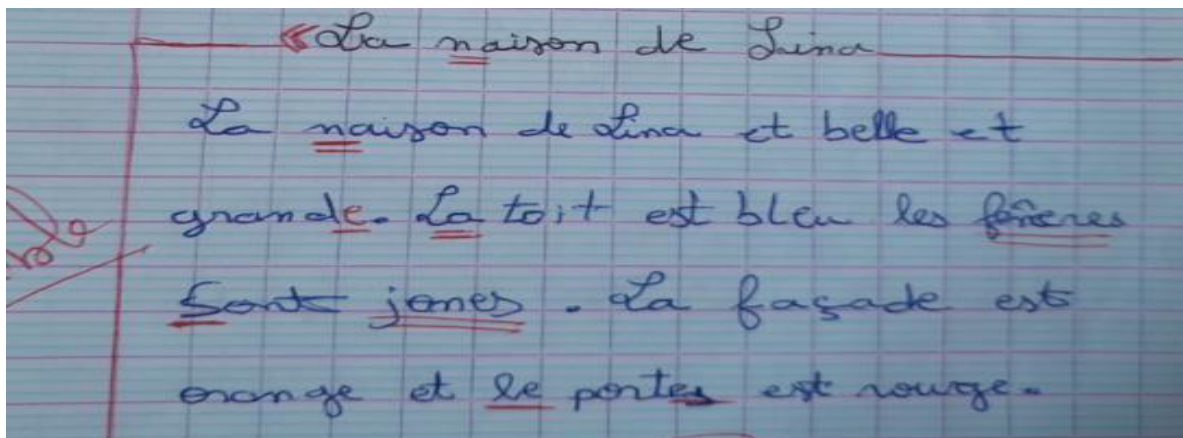 «La naison de Lina
La naison de Lina et belle et
grande. La toit est bleu les fenêres
Sont jones. La façade est
orange et le portes est rouge.